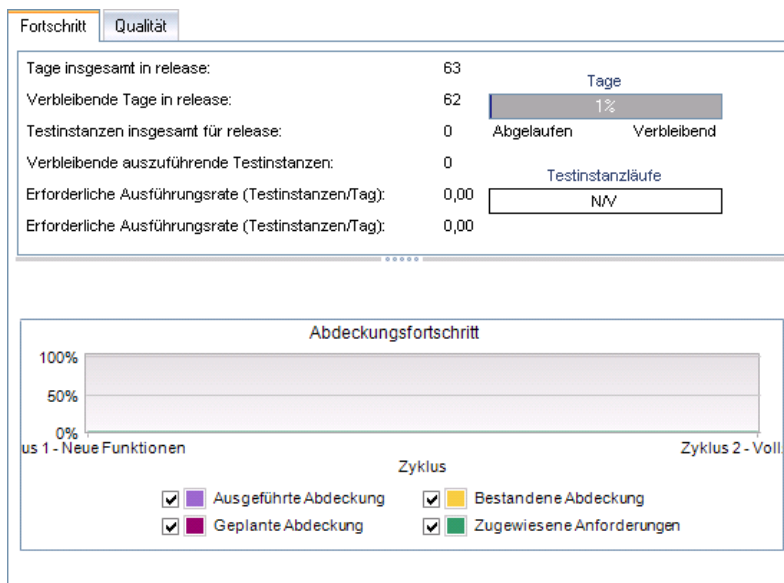 Fortschritt Qualität
Tage insgesamt in release: 63
Verbleibende Tage in release: 62
Testinstanzen insgesamt für release: 0
Verbleibende auszuführende Testinstanzen: 0
Erforderliche Ausführungsrate (Testinstanzen/Tag): 0,00
Erforderliche Ausführungsrate (Testinstanzen/Tag): 0,00
Tage
1%
Abgelaufen Verbleibend
Testinstanzläufe
N/V
Abdeckungsfortschritt
100%
50%
0%
us 1 - Neue Funktionen Zyklus 2 - Voll
Zyklus
Ausgeführte Abdeckung Bestandene Abdeckung
Geplante Abdeckung Zugewiesene Anforderungen